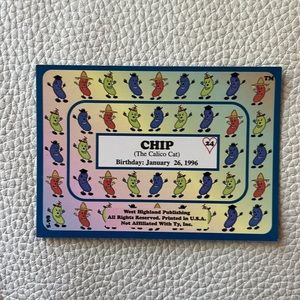 TM
CHIP
(The Calico Cat)
Birthday: January 26, 1996
24
West Highland Publishing
All Rights Reserved. Printed in U.S.A.
Not Affiliated With Ty, Inc.